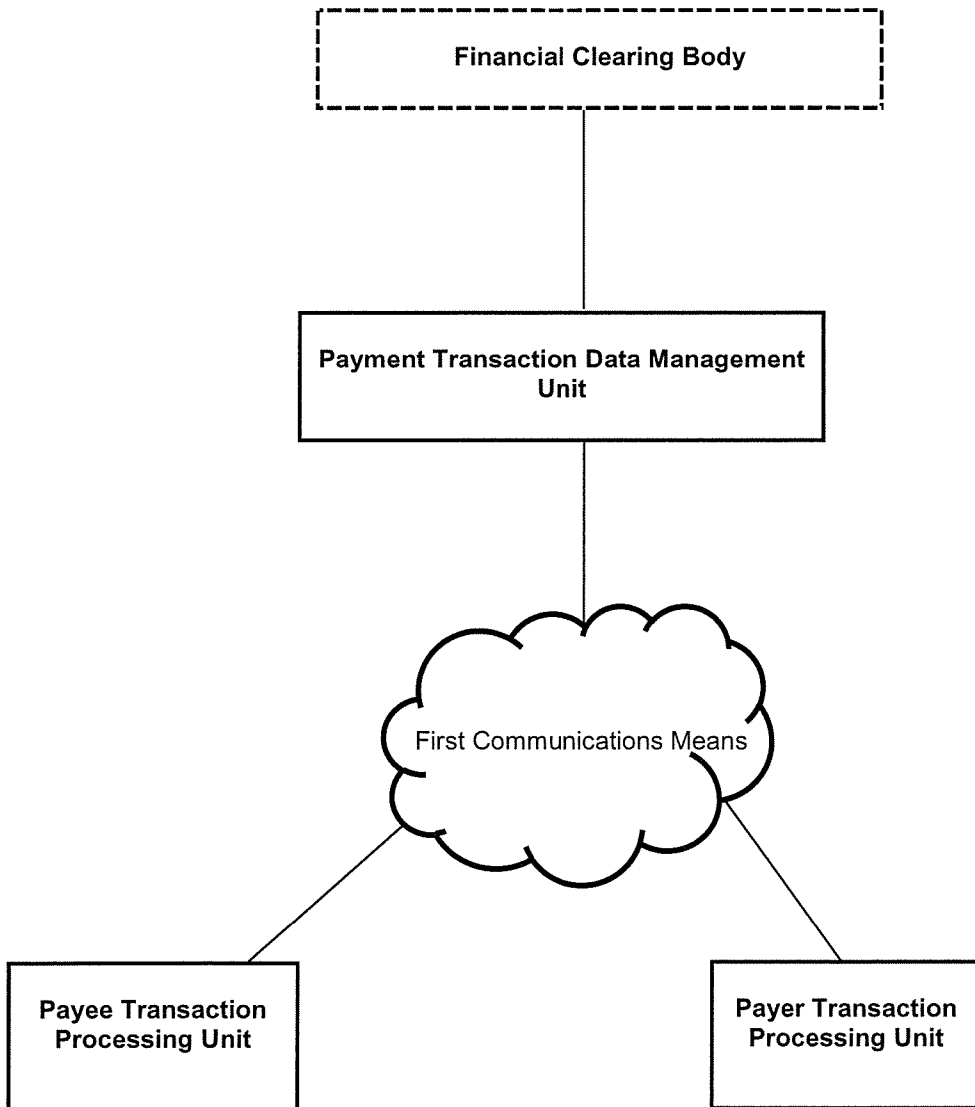 Financial Clearing Body
Payment Transaction Data Management
Unit
First Communications Means
Payee Transaction
Processing Unit
Payer Transaction
Processing Unit